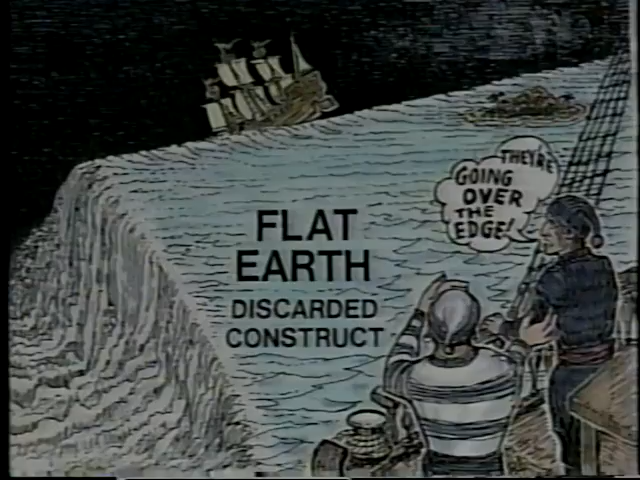 THEY'RE
GOING
OVER
THE
EDGE!
FLAT
EARTH
DISCARDED
CONSTRUCT